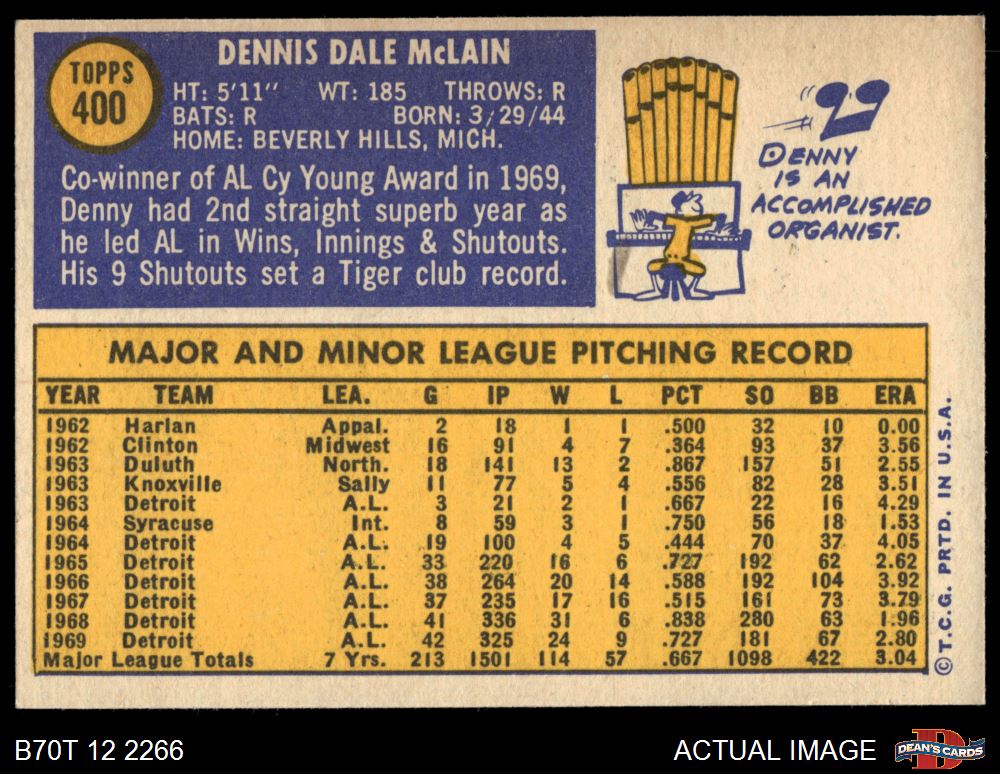 TOPPS
400
DENNIS DALE McLAIN
HT: 5'11" WT: 185 THROWS: R
BATS: R BORN: 3/29/44
HOME: BEVERLY HILLS, MICH.
Co-winner of AL Cy Young Award in 1969,
Denny had 2nd straight superb year as
he led AL in Wins, Innings & Shutouts.
His 9 Shutouts set a Tiger club record.
DENNY
IS AN
ACCOMPLISHED
ORGANIST.
MAJOR AND MINOR LEAGUE PITCHING RECORD
YEAR TEAM LEA. G IP W L PCT SO BB ERA
1962 Harlan Appal. 2 18 1 1 .500 32 10 0.00
1962 Clinton Midwest 16 91 4 7 .364 93 37 3.56
1963 Duluth North. 18 141 13 2 .867 157 51 2.55
1963 Knoxville Sally 11 77 5 4 .556 82 28 3.51
1963 Detroit A.L. 3 21 2 1 .667 22 16 4.29
1964 Syracuse Int. 8 59 3 1 .750 56 18 1.53
1964 Detroit A.L. 19 100 4 5 .444 70 37 4.05
1965 Detroit A.L. 33 220 16 6 .727 192 62 2.62
1966 Detroit A.L. 38 264 20 14 .588 192 104 3.92
1967 Detroit A.L. 37 235 17 16 .515 161 73 3.79
1968 Detroit A.L. 41 336 31 6 .838 280 63 1.96
1969 Detroit A.L. 42 325 24 9 .727 181 67 2.80
Major League Totals 7 Yrs. 213 1501 114 57 .667 1098 422 3.04
© T.C.G. PRTD. IN U.S.A.
B70T 12 2266
ACTUAL IMAGE
DEAN'S CARDS